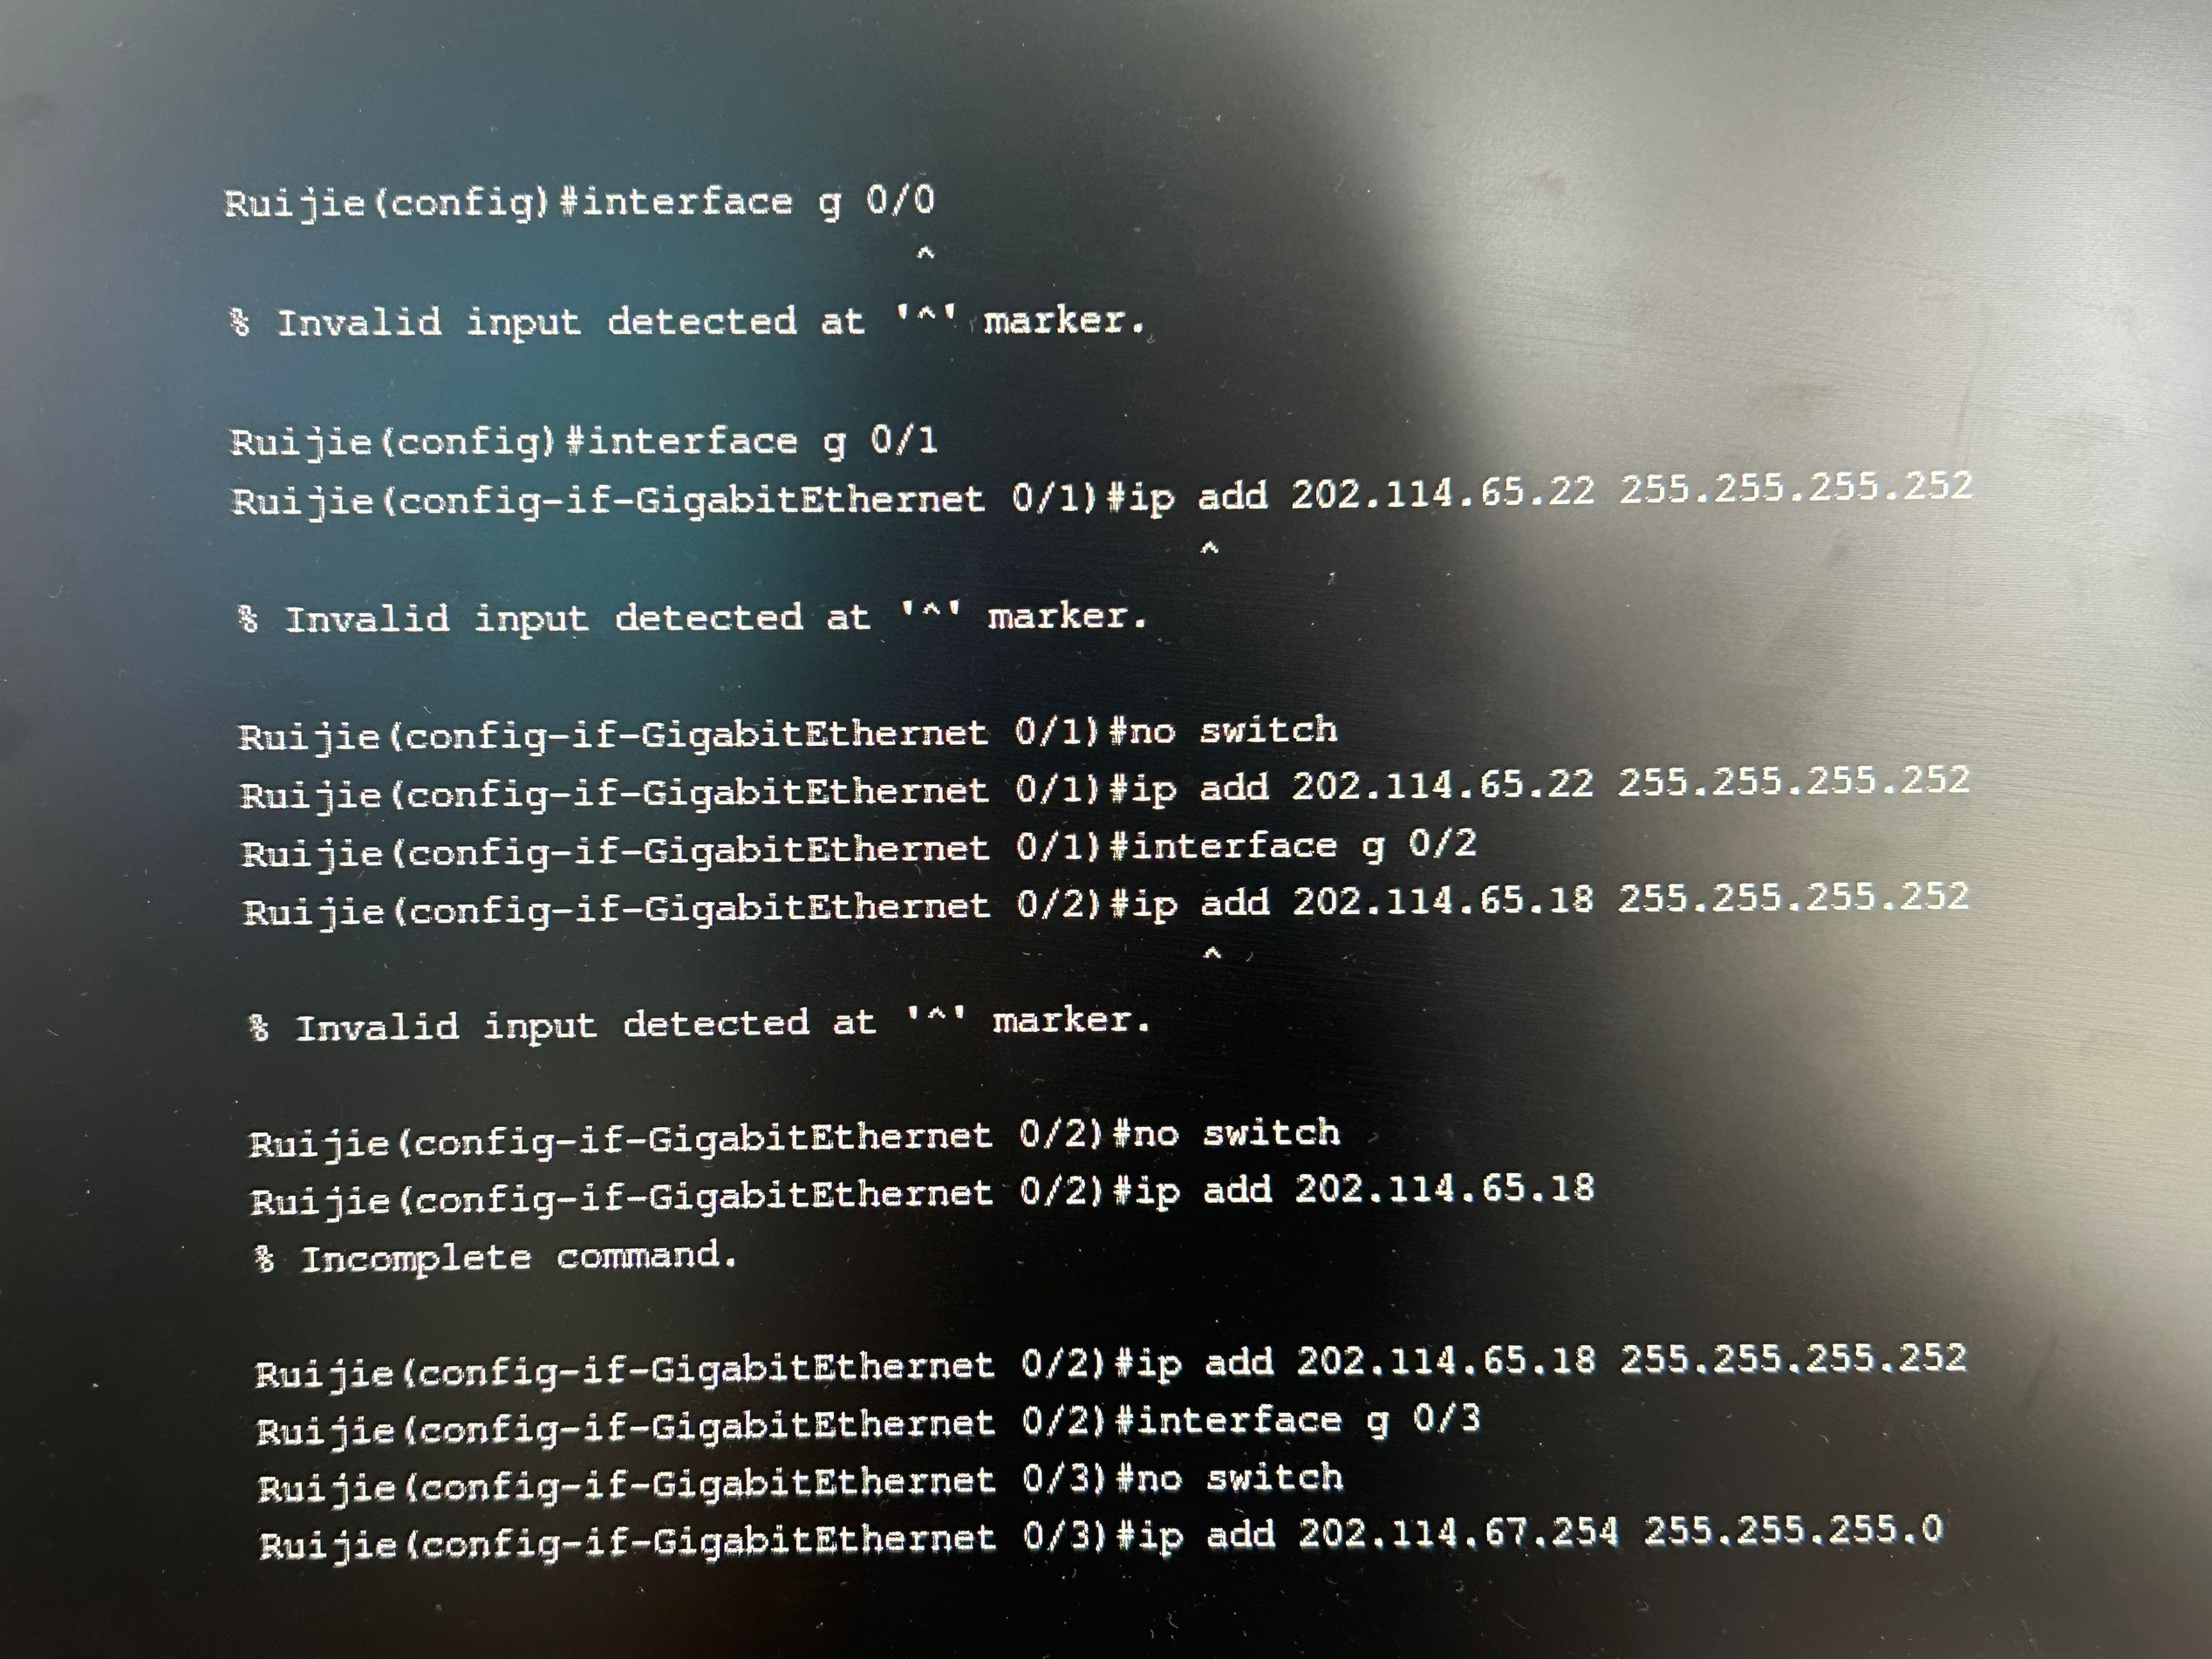 Ruijie(config)#interface g 0/0
^
% Invalid input detected at '^' marker.
Ruijie(config)#interface g 0/1
Ruijie(config-if-GigabitEthernet 0/1)#ip add 202.114.65.22 255.255.255.252
^
% Invalid input detected at '^' marker.
Ruijie(config-if-GigabitEthernet 0/1)#no switch
Ruijie(config-if-GigabitEthernet 0/1)#ip add 202.114.65.22 255.255.255.252
Ruijie(config-if-GigabitEthernet 0/1)#interface g 0/2
Ruijie(config-if-GigabitEthernet 0/2)#ip add 202.114.65.18 255.255.255.252
^
% Invalid input detected at '^' marker.
Ruijie(config-if-GigabitEthernet 0/2)#no switch
Ruijie(config-if-GigabitEthernet 0/2)#ip add 202.114.65.18
% Incomplete command.
Ruijie(config-if-GigabitEthernet 0/2)#ip add 202.114.65.18 255.255.255.252
Ruijie(config-if-GigabitEthernet 0/2)#interface g 0/3
Ruijie(config-if-GigabitEthernet 0/3)#no switch
Ruijie(config-if-GigabitEthernet 0/3)#ip add 202.114.67.254 255.255.255.0